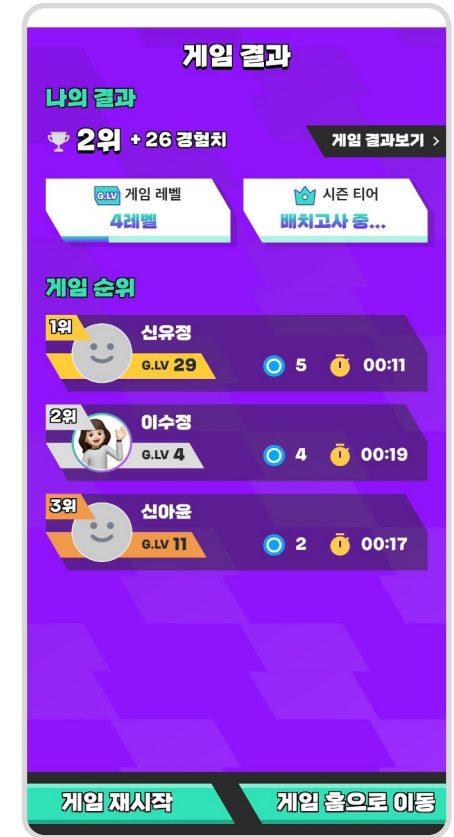 게임 결과
나의 결과
2위 + 26 경험치
게임 결과보기 >
G.LV 게임 레벨
4레벨
시즌 티어
배치고사 중...
게임 순위
1위
신유정
G.LV 29 5 00:11
2위
이수정
G.LV 4 4 00:19
3위
신아윤
G.LV 11 2 00:17
게임 재시작
게임 홈으로 이동